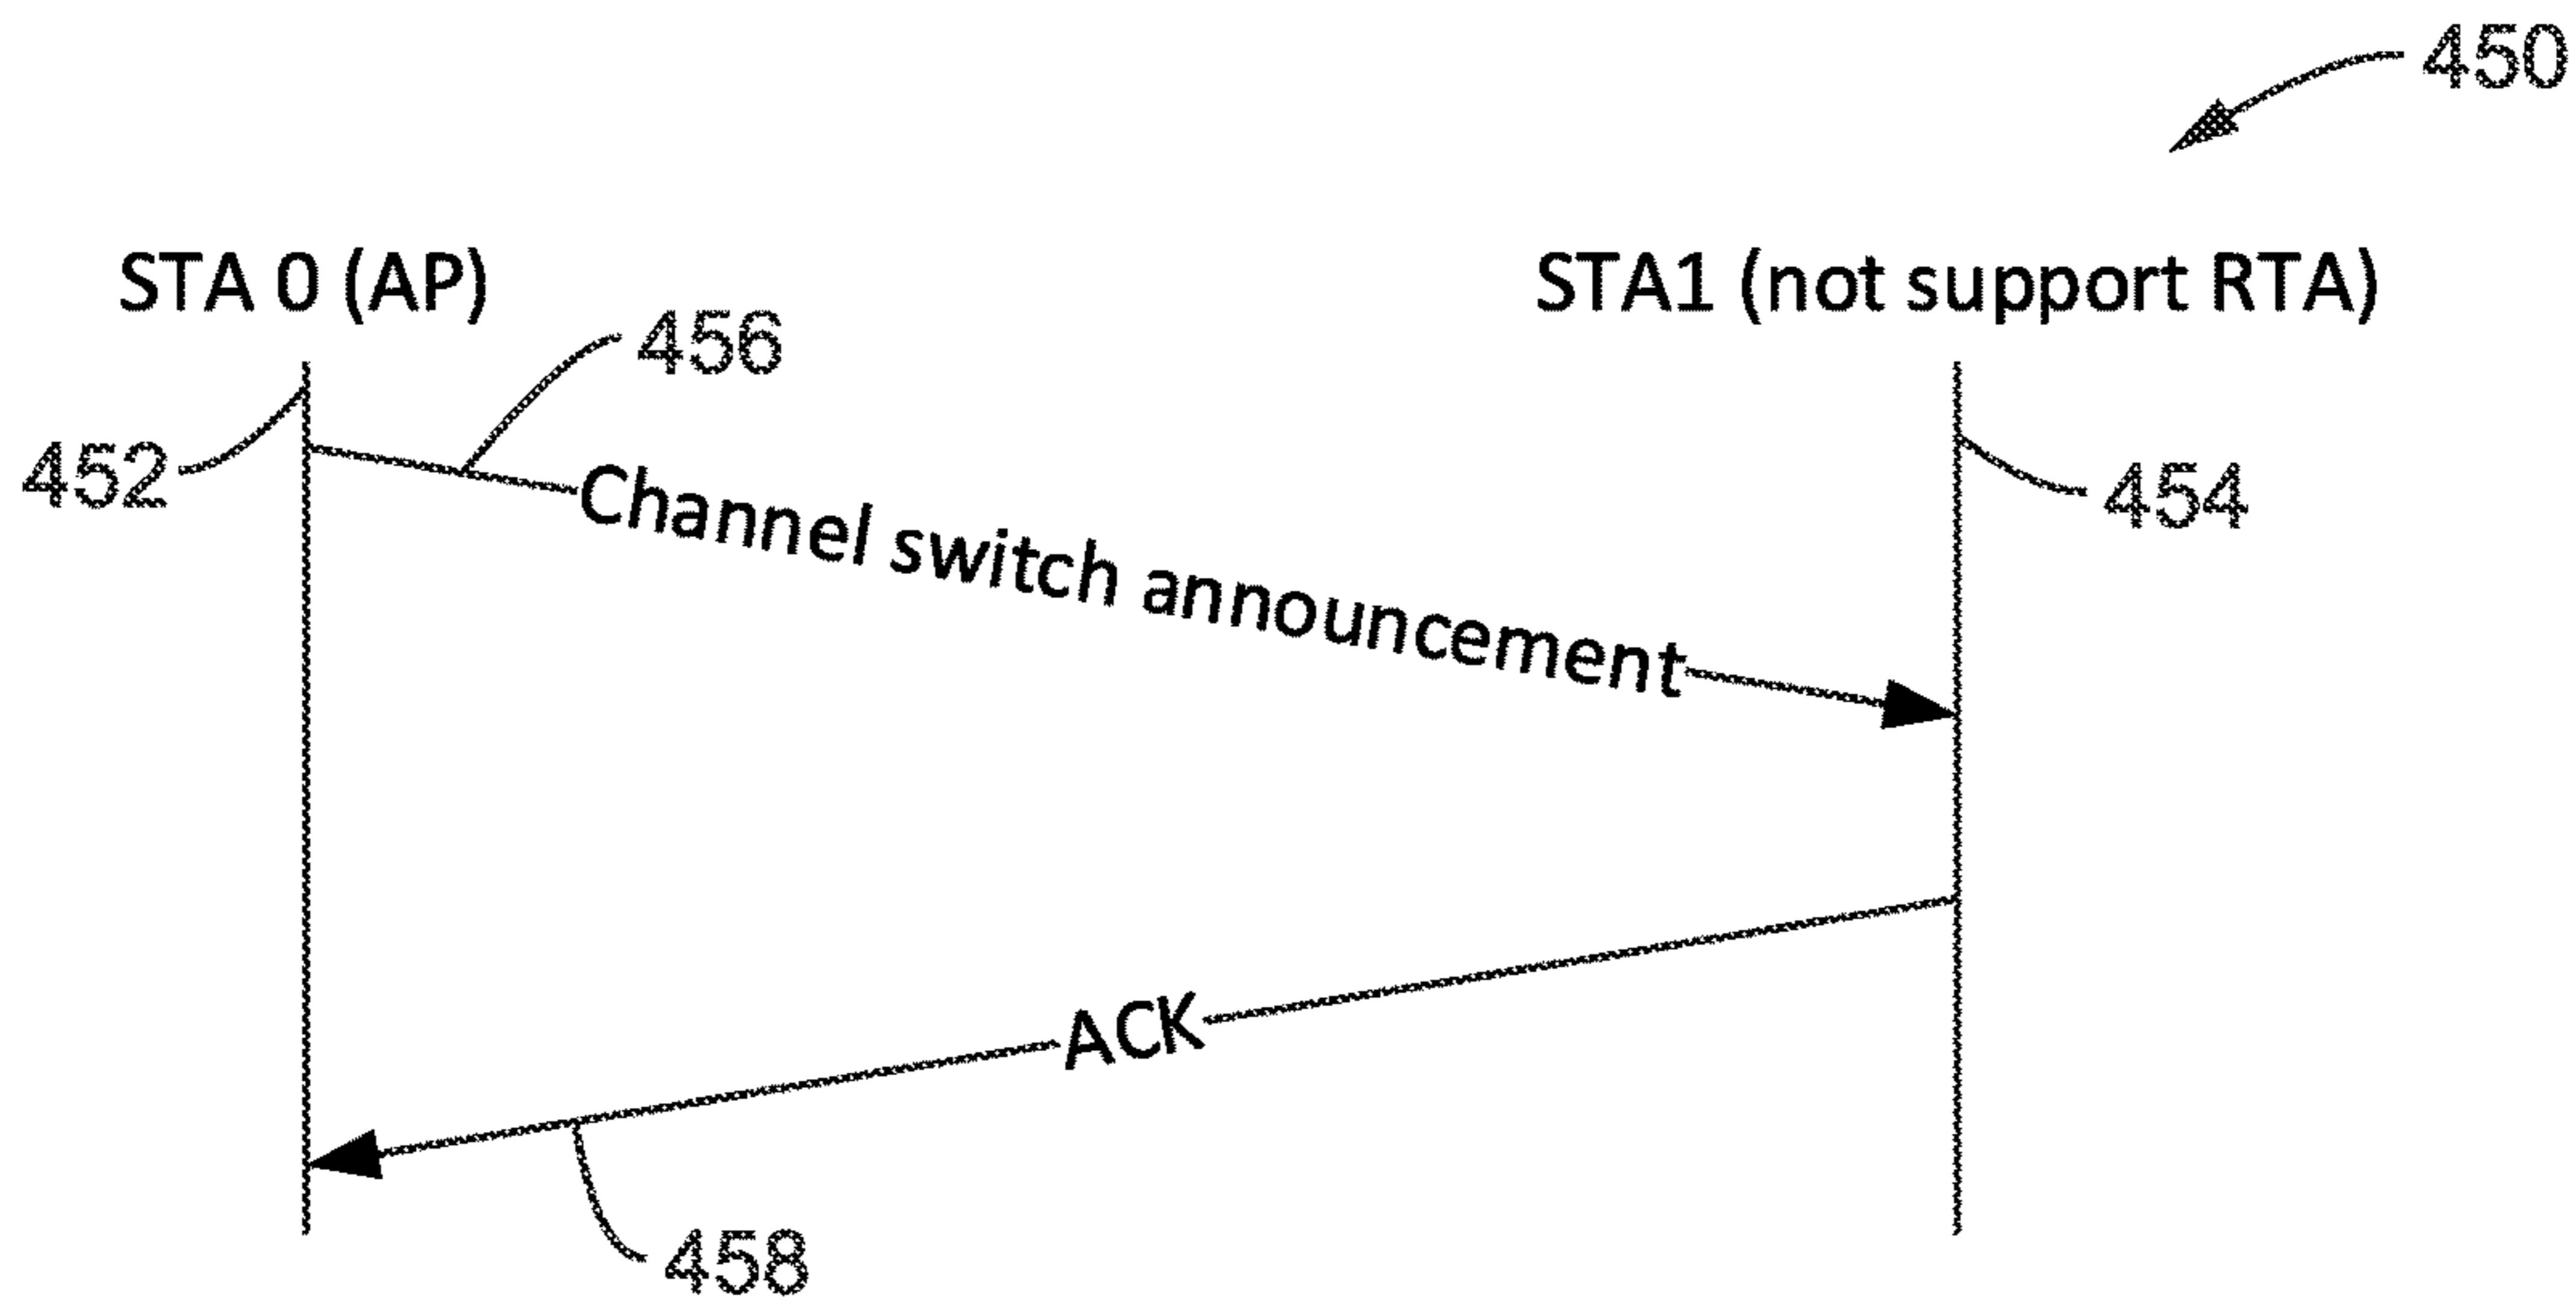 450
STA 0 (AP)
STA1 (not support RTA)
456
452
454
Channel switch announcement
ACK
458